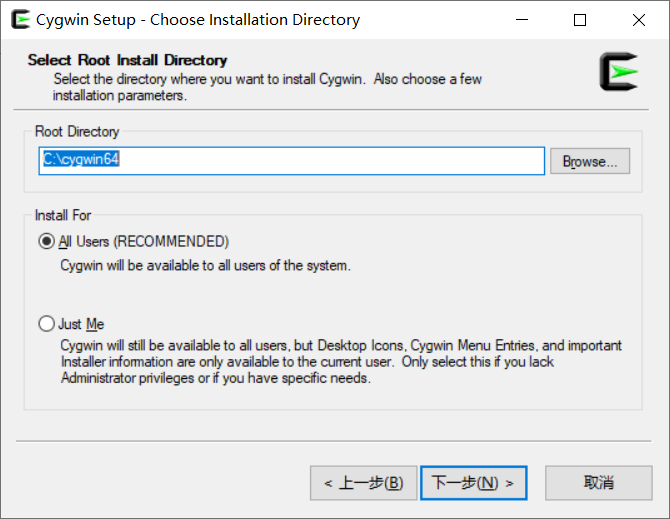 Cygwin Setup - Choose Installation Directory
Select Root Install Directory
Select the directory where you want to install Cygwin. Also choose a few
installation parameters.
Root Directory
C:\cygwin64
Browse...
Install For
All Users (RECOMMENDED)
Cygwin will be available to all users of the system.
Just Me
Cygwin will still be available to all users, but Desktop Icons, Cygwin Menu Entries, and important
Installer information are only available to the current user. Only select this if you lack
Administrator privileges or if you have specific needs.
< 上一步(B)
下一步(N) >
取消